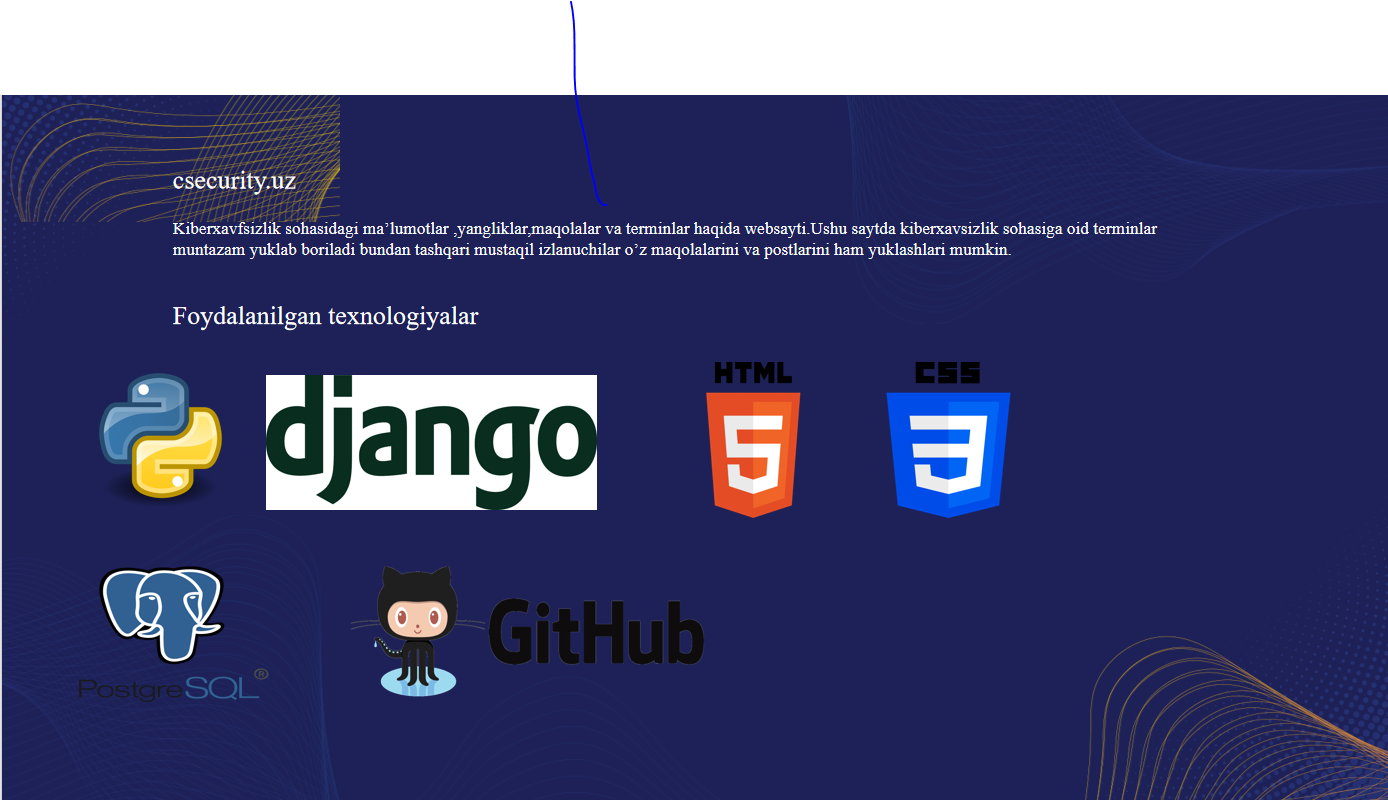 csecurity.uz
Kiberxavfsizlik sohasidagi ma’lumotlar ,yangliklar,maqolalar va terminlar haqida websayti.Ushu saytda kiberxavsizlik sohasiga oid terminlar
muntazam yuklab boriladi bundan tashqari mustaqil izlanuchilar o’z maqolalarini va postlarini ham yuklashlari mumkin.
Foydalanilgan texnologiyalar
django
HTML
5
CSS
3
PostgreSQL®
GitHub